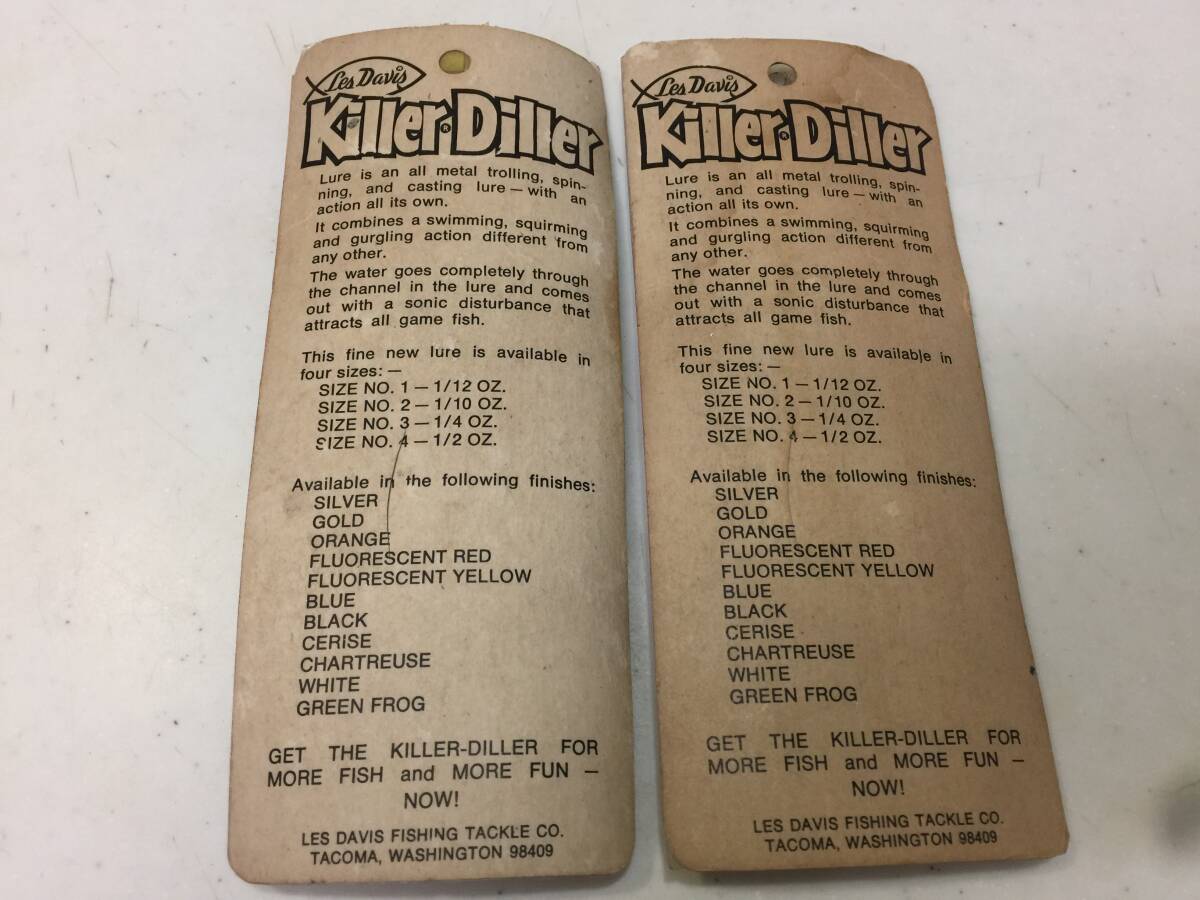 Les Davis
Killer-Diller®
Lure is an all metal trolling, spin-
ning, and casting lure — with an
action all its own.
It combines a swimming, squirming
and gurgling action different from
any other.
The water goes completely through
the channel in the lure and comes
out with a sonic disturbance that
attracts all game fish.
This fine new lure is available in
four sizes: —
SIZE NO. 1 — 1/12 OZ.
SIZE NO. 2 — 1/10 OZ.
SIZE NO. 3 — 1/4 OZ.
SIZE NO. 4 — 1/2 OZ.
Available in the following finishes:
SILVER
GOLD
ORANGE
FLUORESCENT RED
FLUORESCENT YELLOW
BLUE
BLACK
CERISE
CHARTREUSE
WHITE
GREEN FROG
GET THE KILLER-DILLER FOR
MORE FISH and MORE FUN —
NOW!
LES DAVIS FISHING TACKLE CO.
TACOMA, WASHINGTON 98409
Les Davis
Killer-Diller®
Lure is an all metal trolling, spin-
ning, and casting lure — with an
action all its own.
It combines a swimming, squirming
and gurgling action different from
any other.
The water goes completely through
the channel in the lure and comes
out with a sonic disturbance that
attracts all game fish.
This fine new lure is available in
four sizes: —
SIZE NO. 1 — 1/12 OZ.
SIZE NO. 2 — 1/10 OZ.
SIZE NO. 3 — 1/4 OZ.
SIZE NO. 4 — 1/2 OZ.
Available in the following finishes:
SILVER
GOLD
ORANGE
FLUORESCENT RED
FLUORESCENT YELLOW
BLUE
BLACK
CERISE
CHARTREUSE
WHITE
GREEN FROG
GET THE KILLER-DILLER FOR
MORE FISH and MORE FUN —
NOW!
LES DAVIS FISHING TACKLE CO.
TACOMA, WASHINGTON 98409